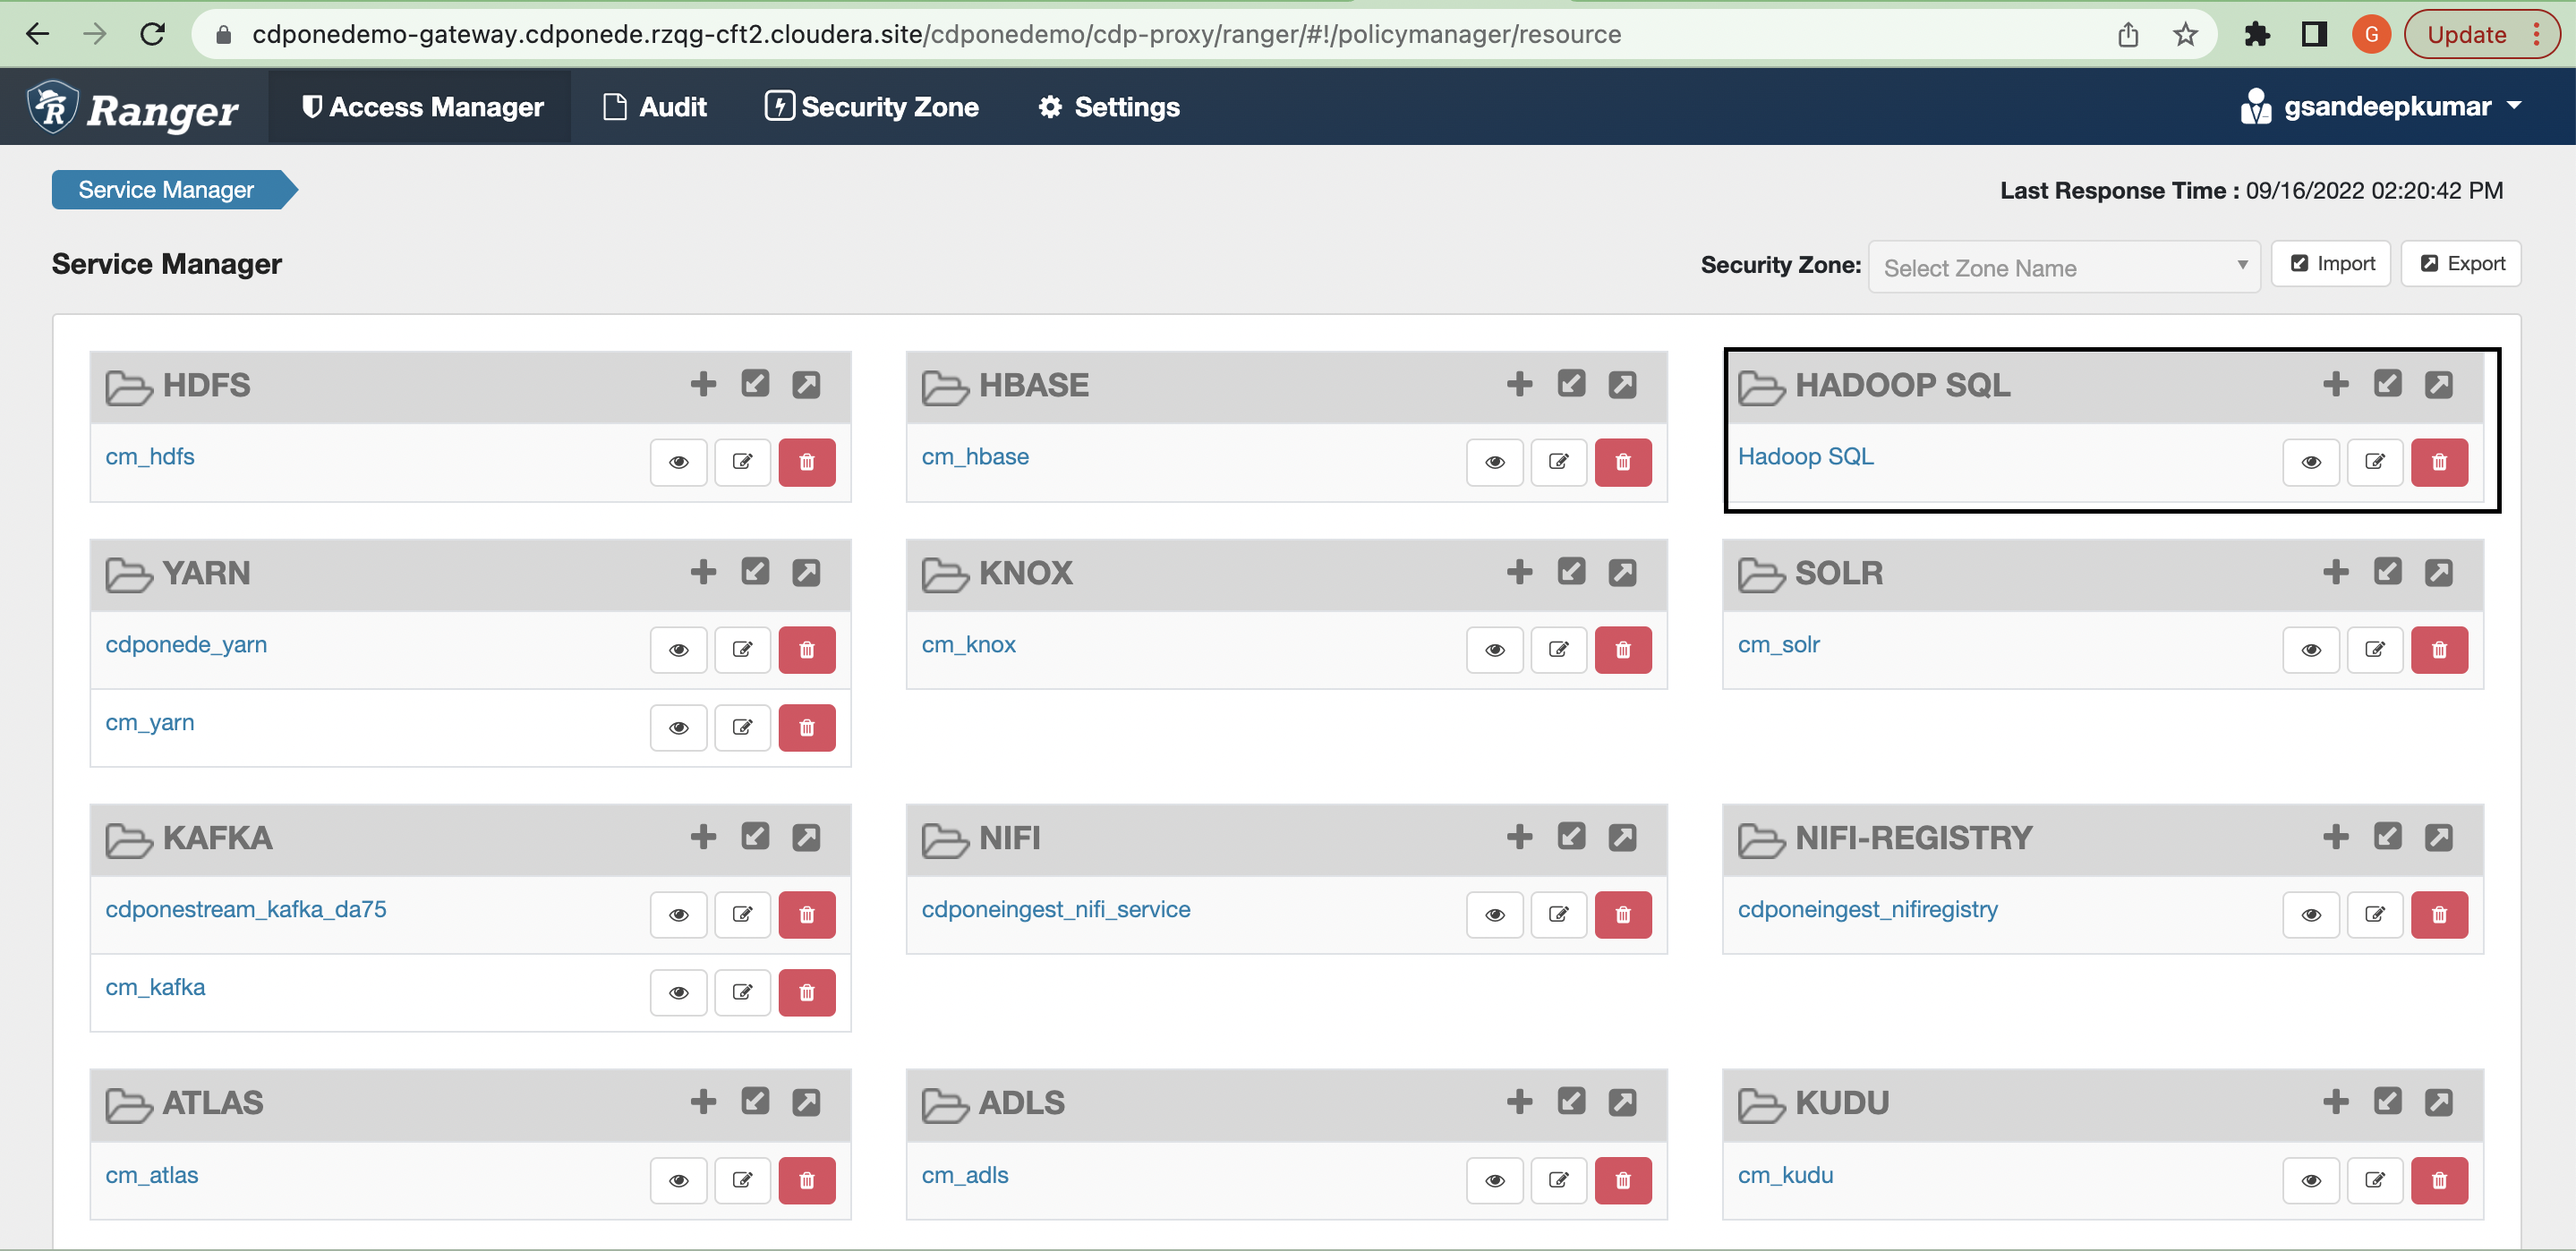 cdponedemo-gateway.cdponede.rzqg-cft2.cloudera.site/cdponedemo/cdp-proxy/ranger/#!/policymanager/resource
G
Update
R Ranger
Access Manager
Audit
Security Zone
Settings
gsandeepkumar
Service Manager
Last Response Time : 09/16/2022 02:20:42 PM
Service Manager
Security Zone:
Select Zone Name
Import
Export
HDFS
cm_hdfs
HBASE
cm_hbase
HADOOP SQL
Hadoop SQL
YARN
cdponede_yarn
cm_yarn
KNOX
cm_knox
SOLR
cm_solr
KAFKA
cdponestream_kafka_da75
cm_kafka
NIFI
cdponeingest_nifi_service
NIFI-REGISTRY
cdponeingest_nifiregistry
ATLAS
cm_atlas
ADLS
cm_adls
KUDU
cm_kudu